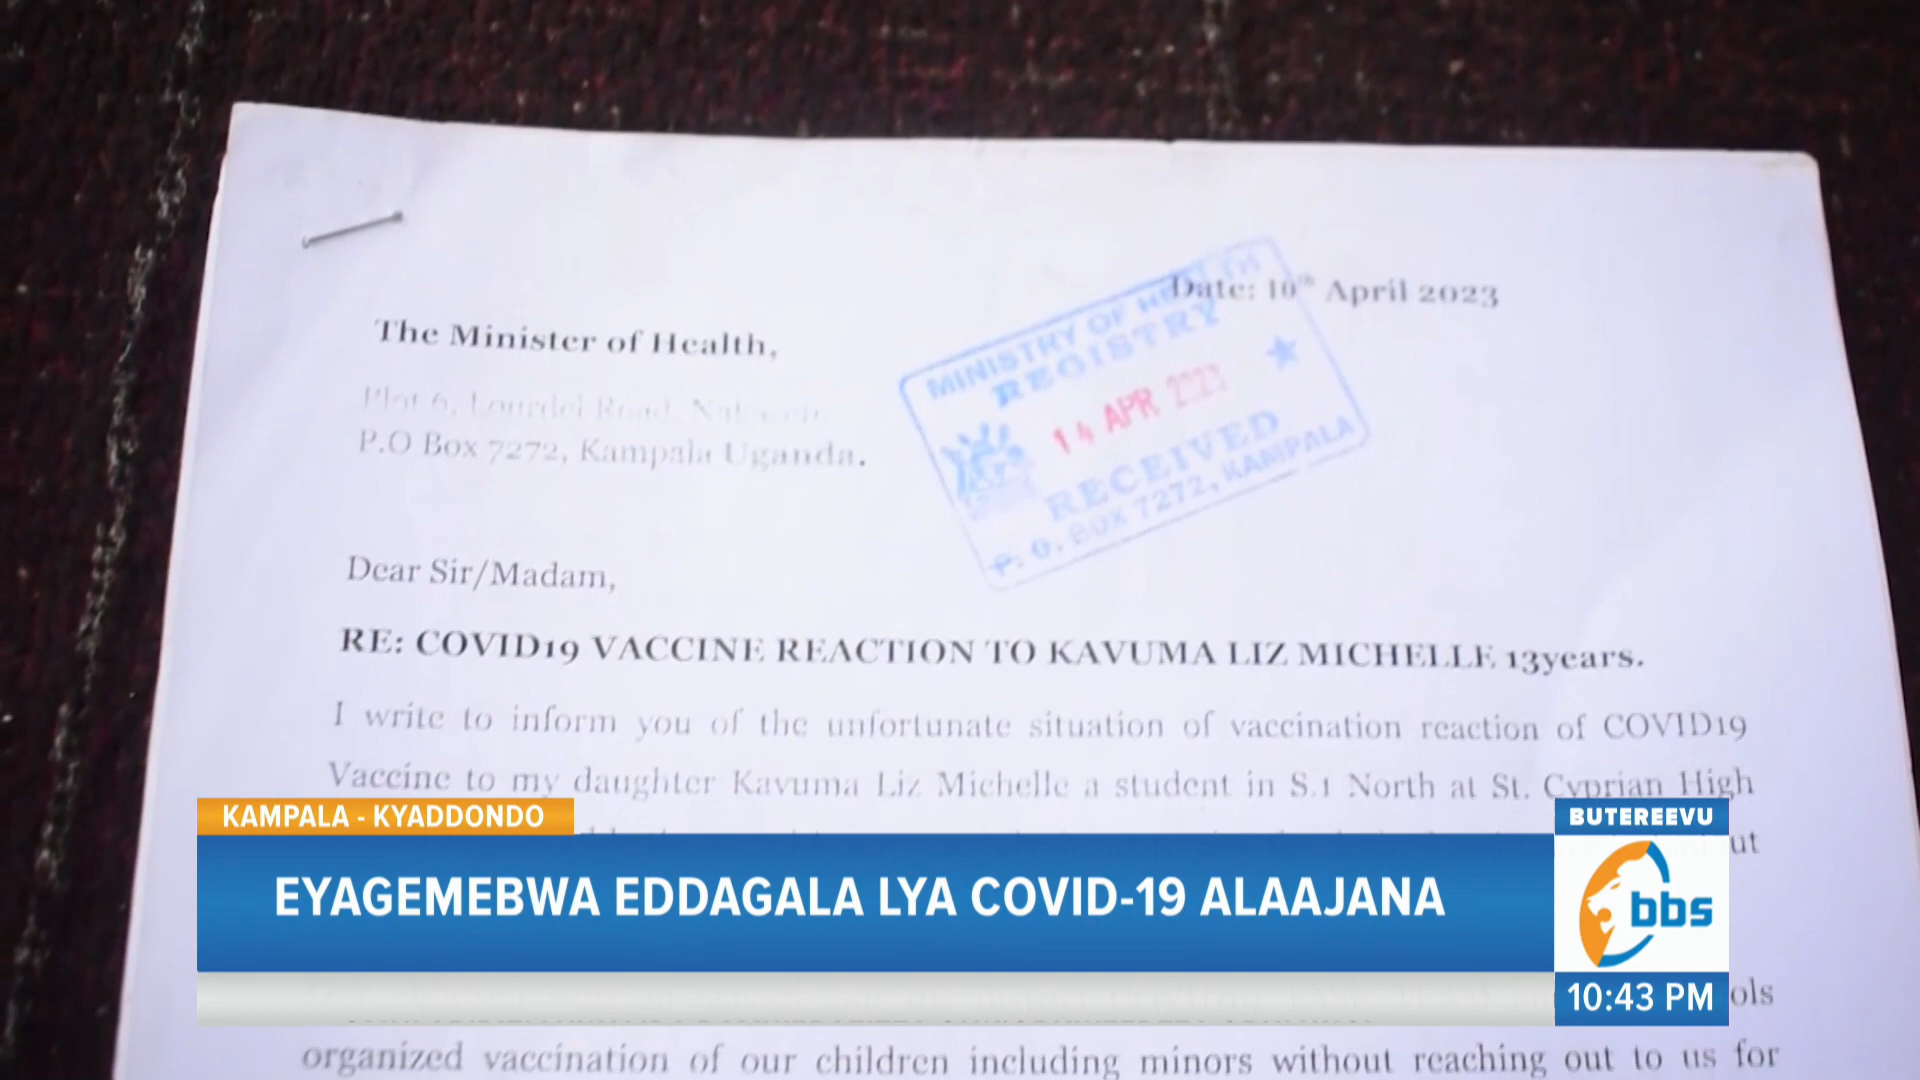 Date: 10th April 2023
The Minister of Health,
Plot 6, Lourdel Road,
P.O Box 7272, Kampala Uganda.
MINISTRY OF HEALTH
REGISTRY
14 APR 2023
RECEIVED
P. O. BOX 7272, KAMPALA
Dear Sir/Madam,
RE: COVID19 VACCINE REACTION TO KAVUMA LIZ MICHELLE 13years.
I write to inform you of the unfortunate situation of vaccination reaction of COVID19
Vaccine to my daughter Kavuma Liz Michelle a student in S.1 North at St. Cyprian High
KAMPALA - KYADDONDO
BUTEREEVU
EYAGEMEBWA EDDAGALA LYA COVID-19 ALAAJANA
bbs
10:43 PM
organized vaccination of our children including minors without reaching out to us for